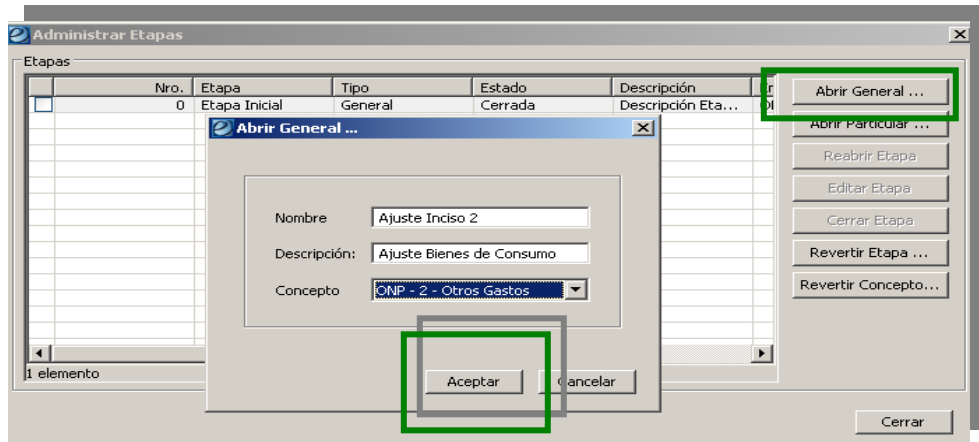 Administrar Etapas
Etapas
Nro. Etapa Tipo Estado Descripción
0 Etapa Inicial General Cerrada Descripción Eta...
Abrir General ...
Abrir Particular ...
Reabrir Etapa
Editar Etapa
Cerrar Etapa
Revertir Etapa ...
Revertir Concepto...
Abrir General ...
Nombre Ajuste Inciso 2
Descripción: Ajuste Bienes de Consumo
Concepto ONP - 2 - Otros Gastos
Aceptar Cancelar
1 elemento
Cerrar